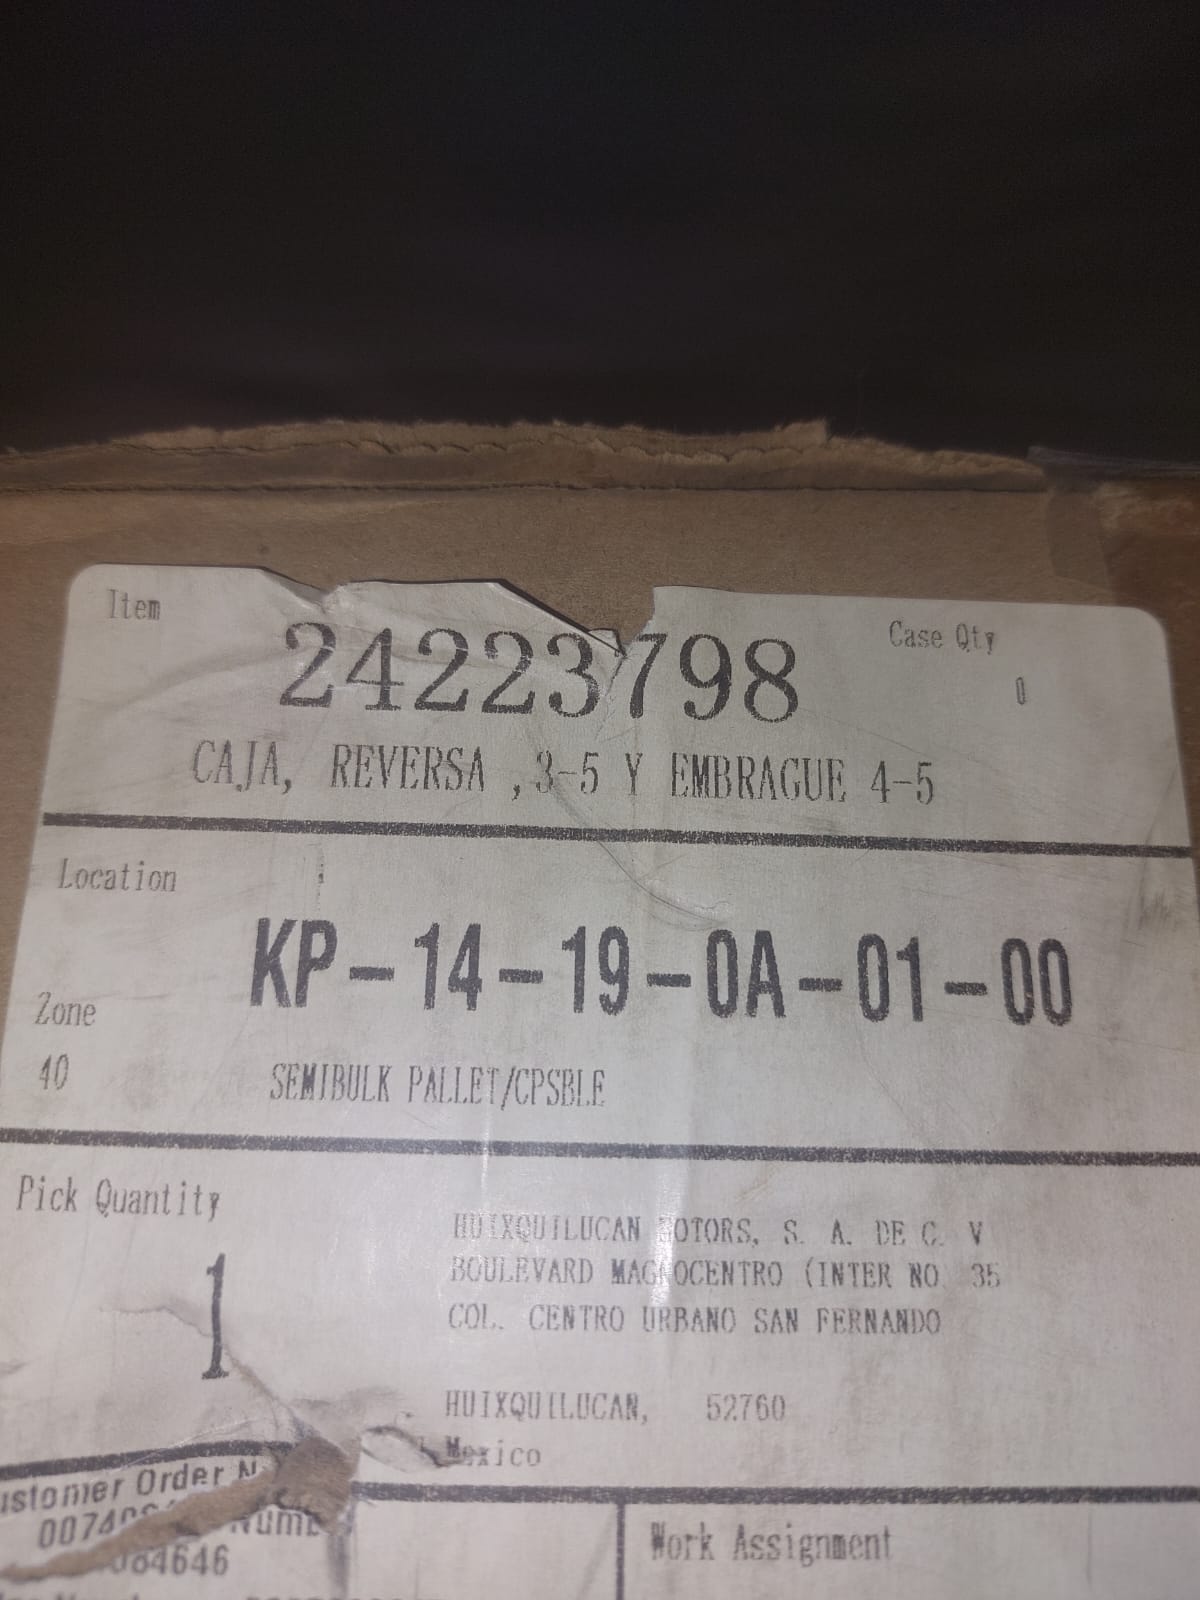 Item
24223798
Case Qty
0
CAJA, REVERSA ,3-5 Y EMBRAGUE 4-5
Location
KP-14-19-0A-01-00
Zone
40
SEMIBULK PALLET/CPSBLE
Pick Quantity
1
HUIXQUILUCAN MOTORS, S. A. DE C. V
BOULEVARD MAGNOCENTRO (INTER NO 35
COL. CENTRO URBANO SAN FERNANDO
HUIXQUILUCAN, 52760
Mexico
ustomer Order N
Work Assignment